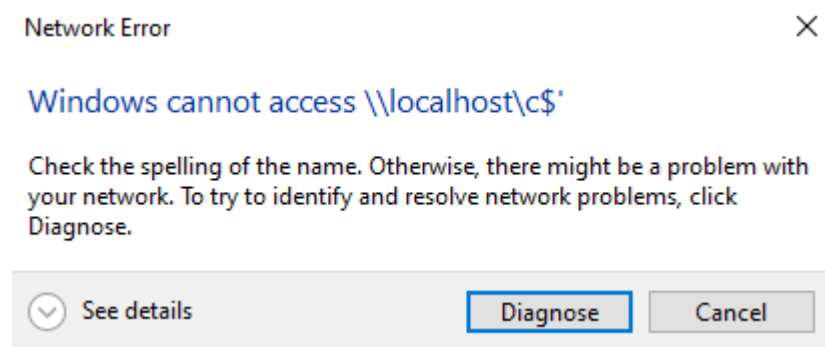 Network Error
Windows cannot access \\localhost\c$'
Check the spelling of the name. Otherwise, there might be a problem with
your network. To try to identify and resolve network problems, click
Diagnose.
See details
Diagnose
Cancel